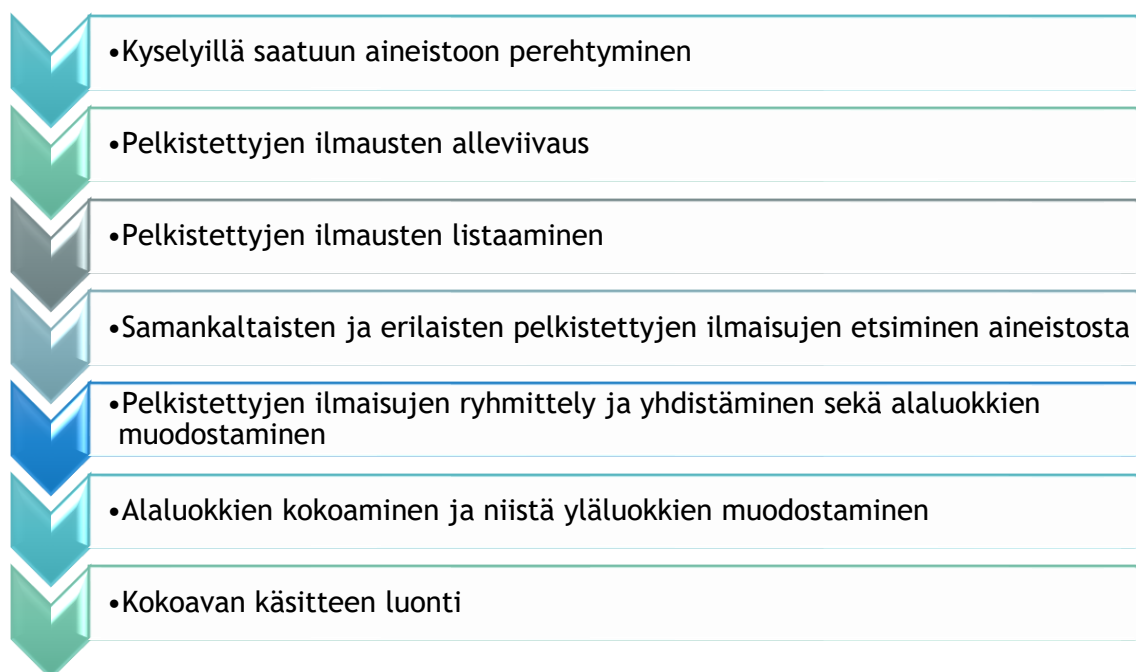 •Kyselyillä saatuun aineistoon perehtyminen
•Pelkistettyjen ilmausten alleviivaus
•Pelkistettyjen ilmausten listaaminen
•Samankaltaisten ja erilaisten pelkistettyjen ilmaisujen etsiminen aineistosta
•Pelkistettyjen ilmaisujen ryhmittely ja yhdistäminen sekä alaluokkien
muodostaminen
•Alaluokkien kokoaminen ja niistä yläluokkien muodostaminen
•Kokoavan käsitteen luonti